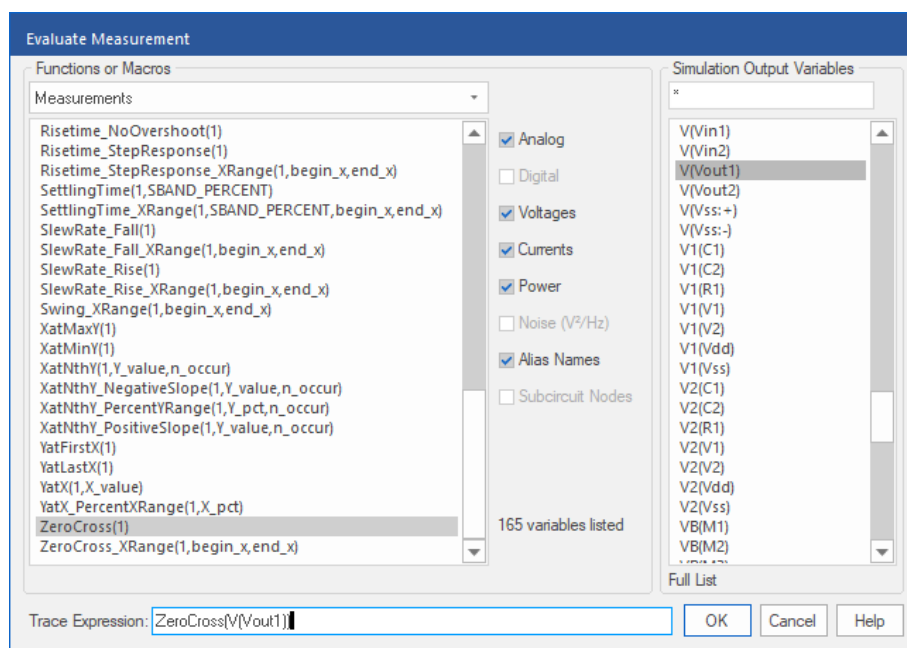 Evaluate Measurement
Functions or Macros
Measurements
Risetime_NoOvershoot(1)
Risetime_StepResponse(1)
Risetime_StepResponse_XRange(1,begin_x,end_x)
SettlingTime(1,SBAND_PERCENT)
SettlingTime_XRange(1,SBAND_PERCENT,begin_x,end_x)
SlewRate_Fall(1)
SlewRate_Fall_XRange(1,begin_x,end_x)
SlewRate_Rise(1)
SlewRate_Rise_XRange(1,begin_x,end_x)
Swing_XRange(1,begin_x,end_x)
XatMaxY(1)
XatMinY(1)
XatNthY(1,Y_value,n_occur)
XatNthY_NegativeSlope(1,Y_value,n_occur)
XatNthY_PercentYRange(1,Y_pct,n_occur)
XatNthY_PositiveSlope(1,Y_value,n_occur)
YatFirstX(1)
YatLastX(1)
YatX(1,X_value)
YatX_PercentXRange(1,X_pct)
ZeroCross(1)
ZeroCross_XRange(1,begin_x,end_x)
Analog
Digital
Voltages
Currents
Power
Noise (V²/Hz)
Alias Names
Subcircuit Nodes
165 variables listed
Simulation Output Variables
*
V(Vin1)
V(Vin2)
V(Vout1)
V(Vout2)
V(Vss:+)
V(Vss:-)
V1(C1)
V1(C2)
V1(R1)
V1(V1)
V1(V2)
V1(Vdd)
V1(Vss)
V2(C1)
V2(C2)
V2(R1)
V2(V1)
V2(V2)
V2(Vdd)
V2(Vss)
VB(M1)
VB(M2)
Full List
Trace Expression: ZeroCross(V(Vout1))
OK
Cancel
Help